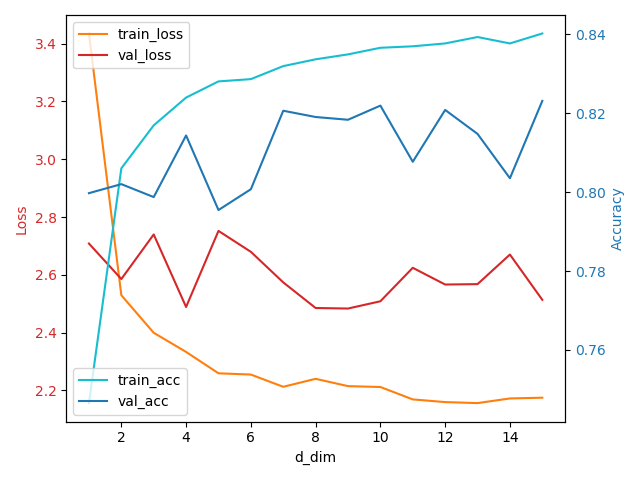 train_loss
val_loss
train_acc
val_acc
3.4
3.2
3.0
2.8
2.6
2.4
2.2
Loss
0.84
0.82
0.80
0.78
0.76
Accuracy
2 4 6 8 10 12 14
d_dim